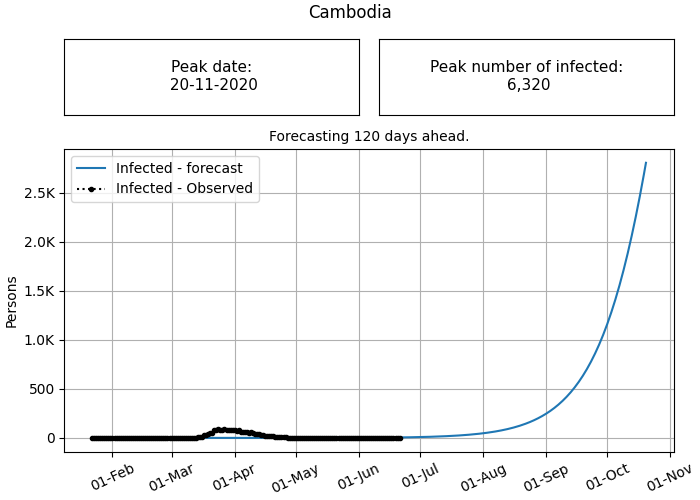 Cambodia
Peak date:
20-11-2020
Peak number of infected:
6,320
Forecasting 120 days ahead.
Infected - forecast
Infected - Observed
Persons
2.5K
2.0K
1.5K
1.0K
500
0
01-Feb
01-Mar
01-Apr
01-May
01-Jun
01-Jul
01-Aug
01-Sep
01-Oct
01-Nov